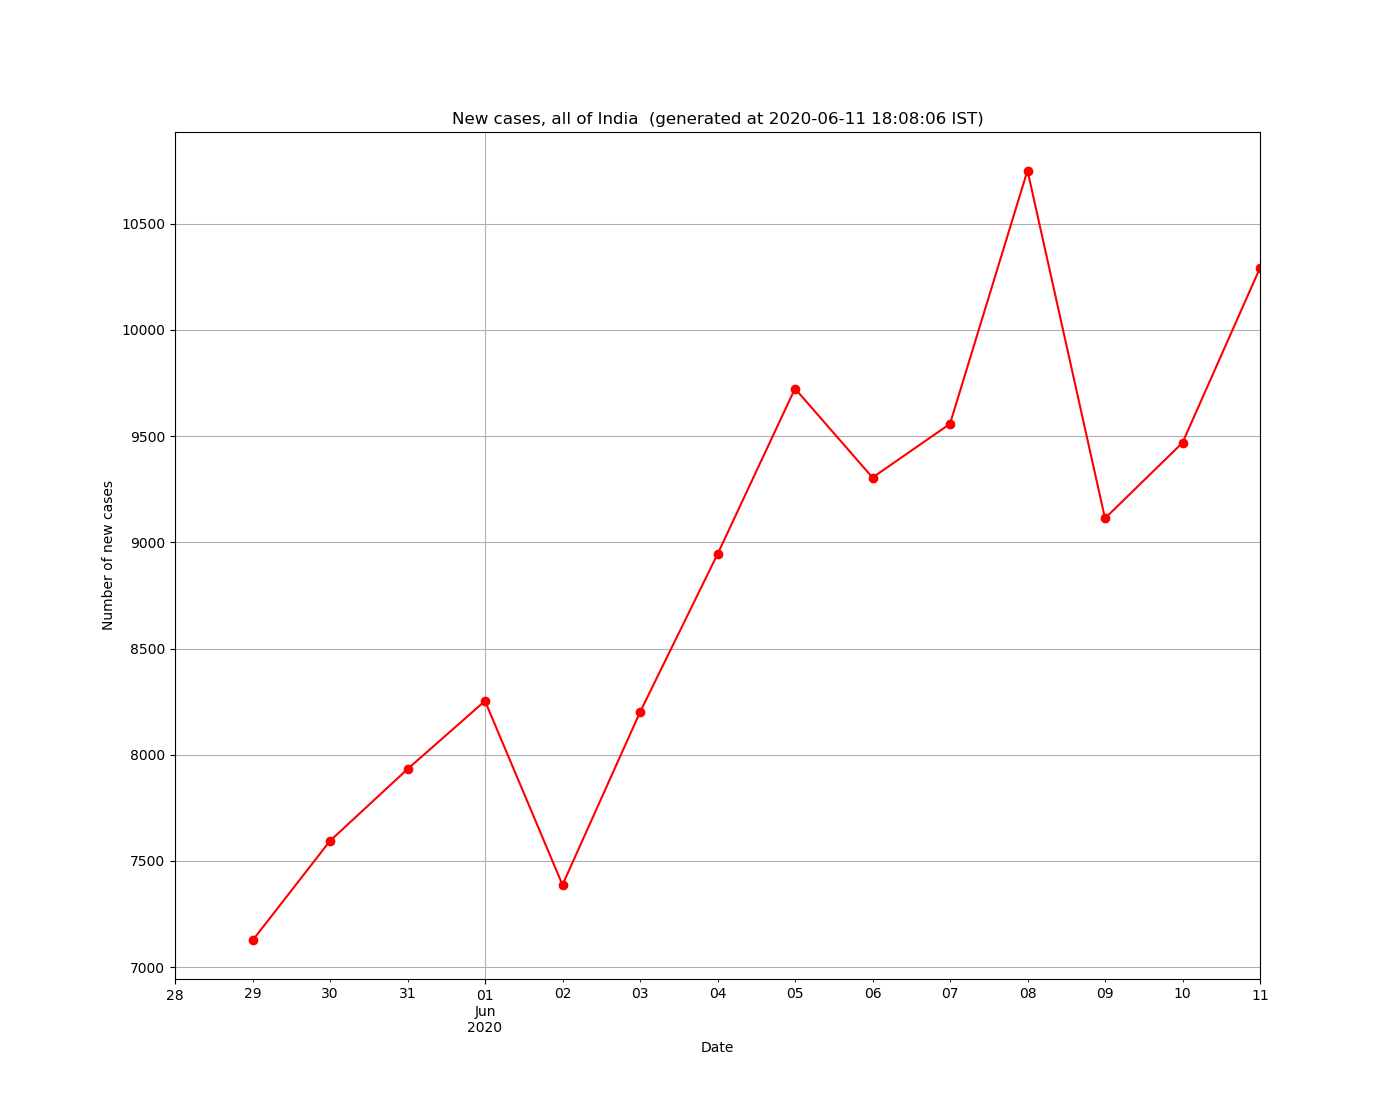 New cases, all of India  (generated at 2020-06-11 18:08:06 IST)
10500
10000
9500
9000
8500
8000
7500
7000
Number of new cases
28 29 30 31 01 02 03 04 05 06 07 08 09 10 11
Jun
2020
Date